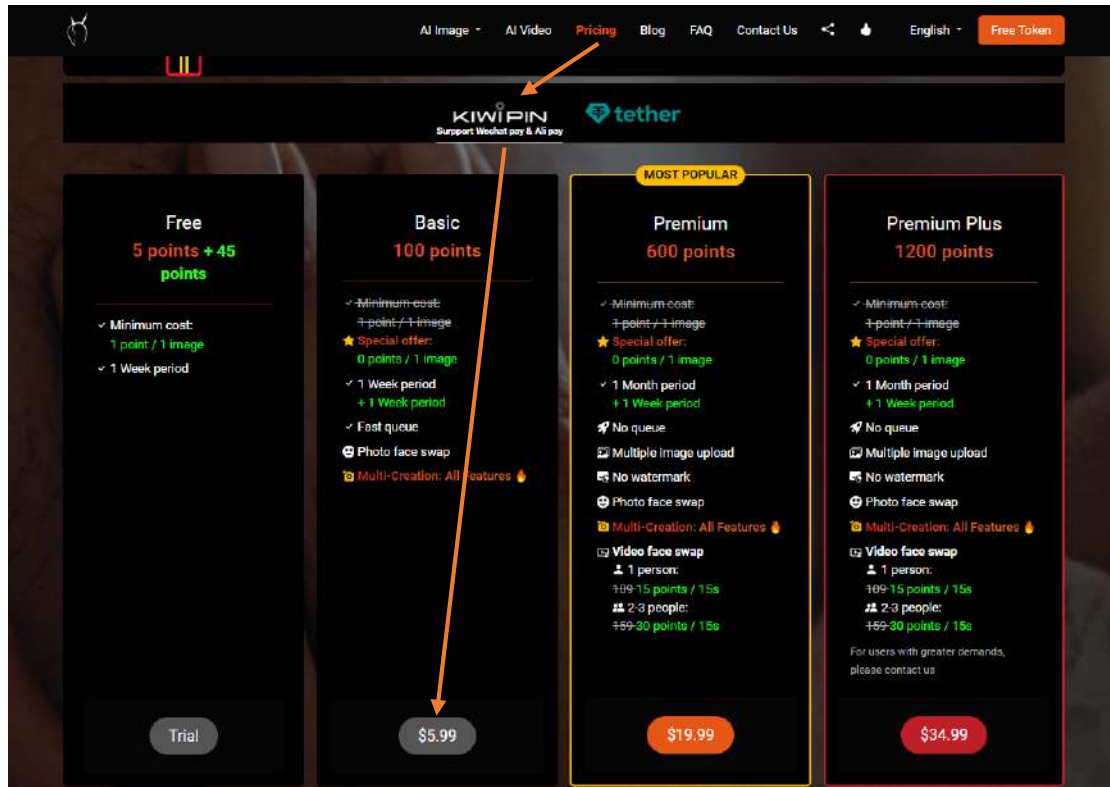 AI Image
AI Video
Pricing
Blog
FAQ
Contact Us
English
Free Token
KIWIPIN
Surpport Wechat pay & Ali pay
tether
Free
5 points + 45
points
Minimum cost:
1 point / 1 image
1 Week period
Trial
Basic
100 points
Minimum cost:
1 point / 1 image
Special offer:
0 points / 1 image
1 Week period
+ 1 Week period
Fast queue
Photo face swap
Multi-Creation: All Features
$5.99
MOST POPULAR
Premium
600 points
Minimum cost:
1 point / 1 image
Special offer:
0 points / 1 image
1 Month period
+ 1 Week period
No queue
Multiple image upload
No watermark
Photo face swap
Multi-Creation: All Features
Video face swap
1 person:
109 15 points / 15s
2-3 people:
159 30 points / 15s
$19.99
Premium Plus
1200 points
Minimum cost:
1 point / 1 image
Special offer:
0 points / 1 image
1 Month period
+ 1 Week period
No queue
Multiple image upload
No watermark
Photo face swap
Multi-Creation: All Features
Video face swap
1 person:
109 15 points / 15s
2-3 people:
159 30 points / 15s
For users with greater demands,
please contact us
$34.99